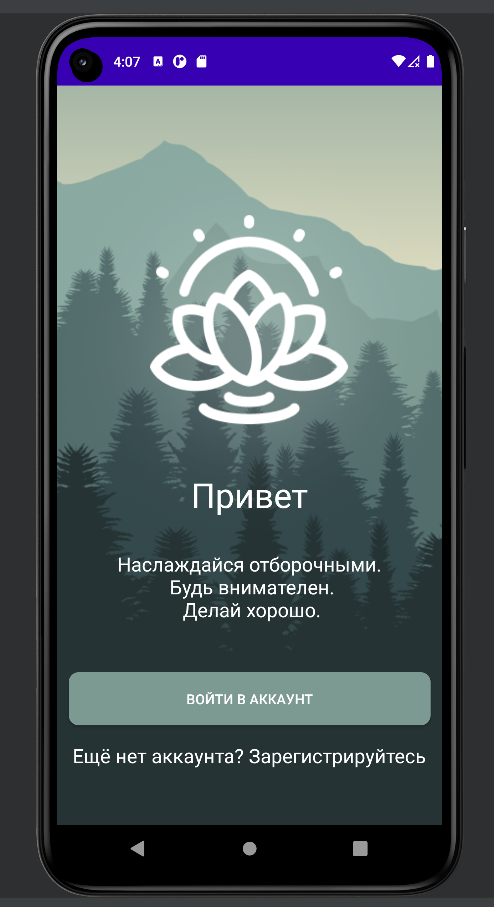 4:07
Привет
Наслаждайся отборочными.
Будь внимателен.
Делай хорошо.
ВОЙТИ В АККАУНТ
Ещё нет аккаунта? Зарегистрируйтесь